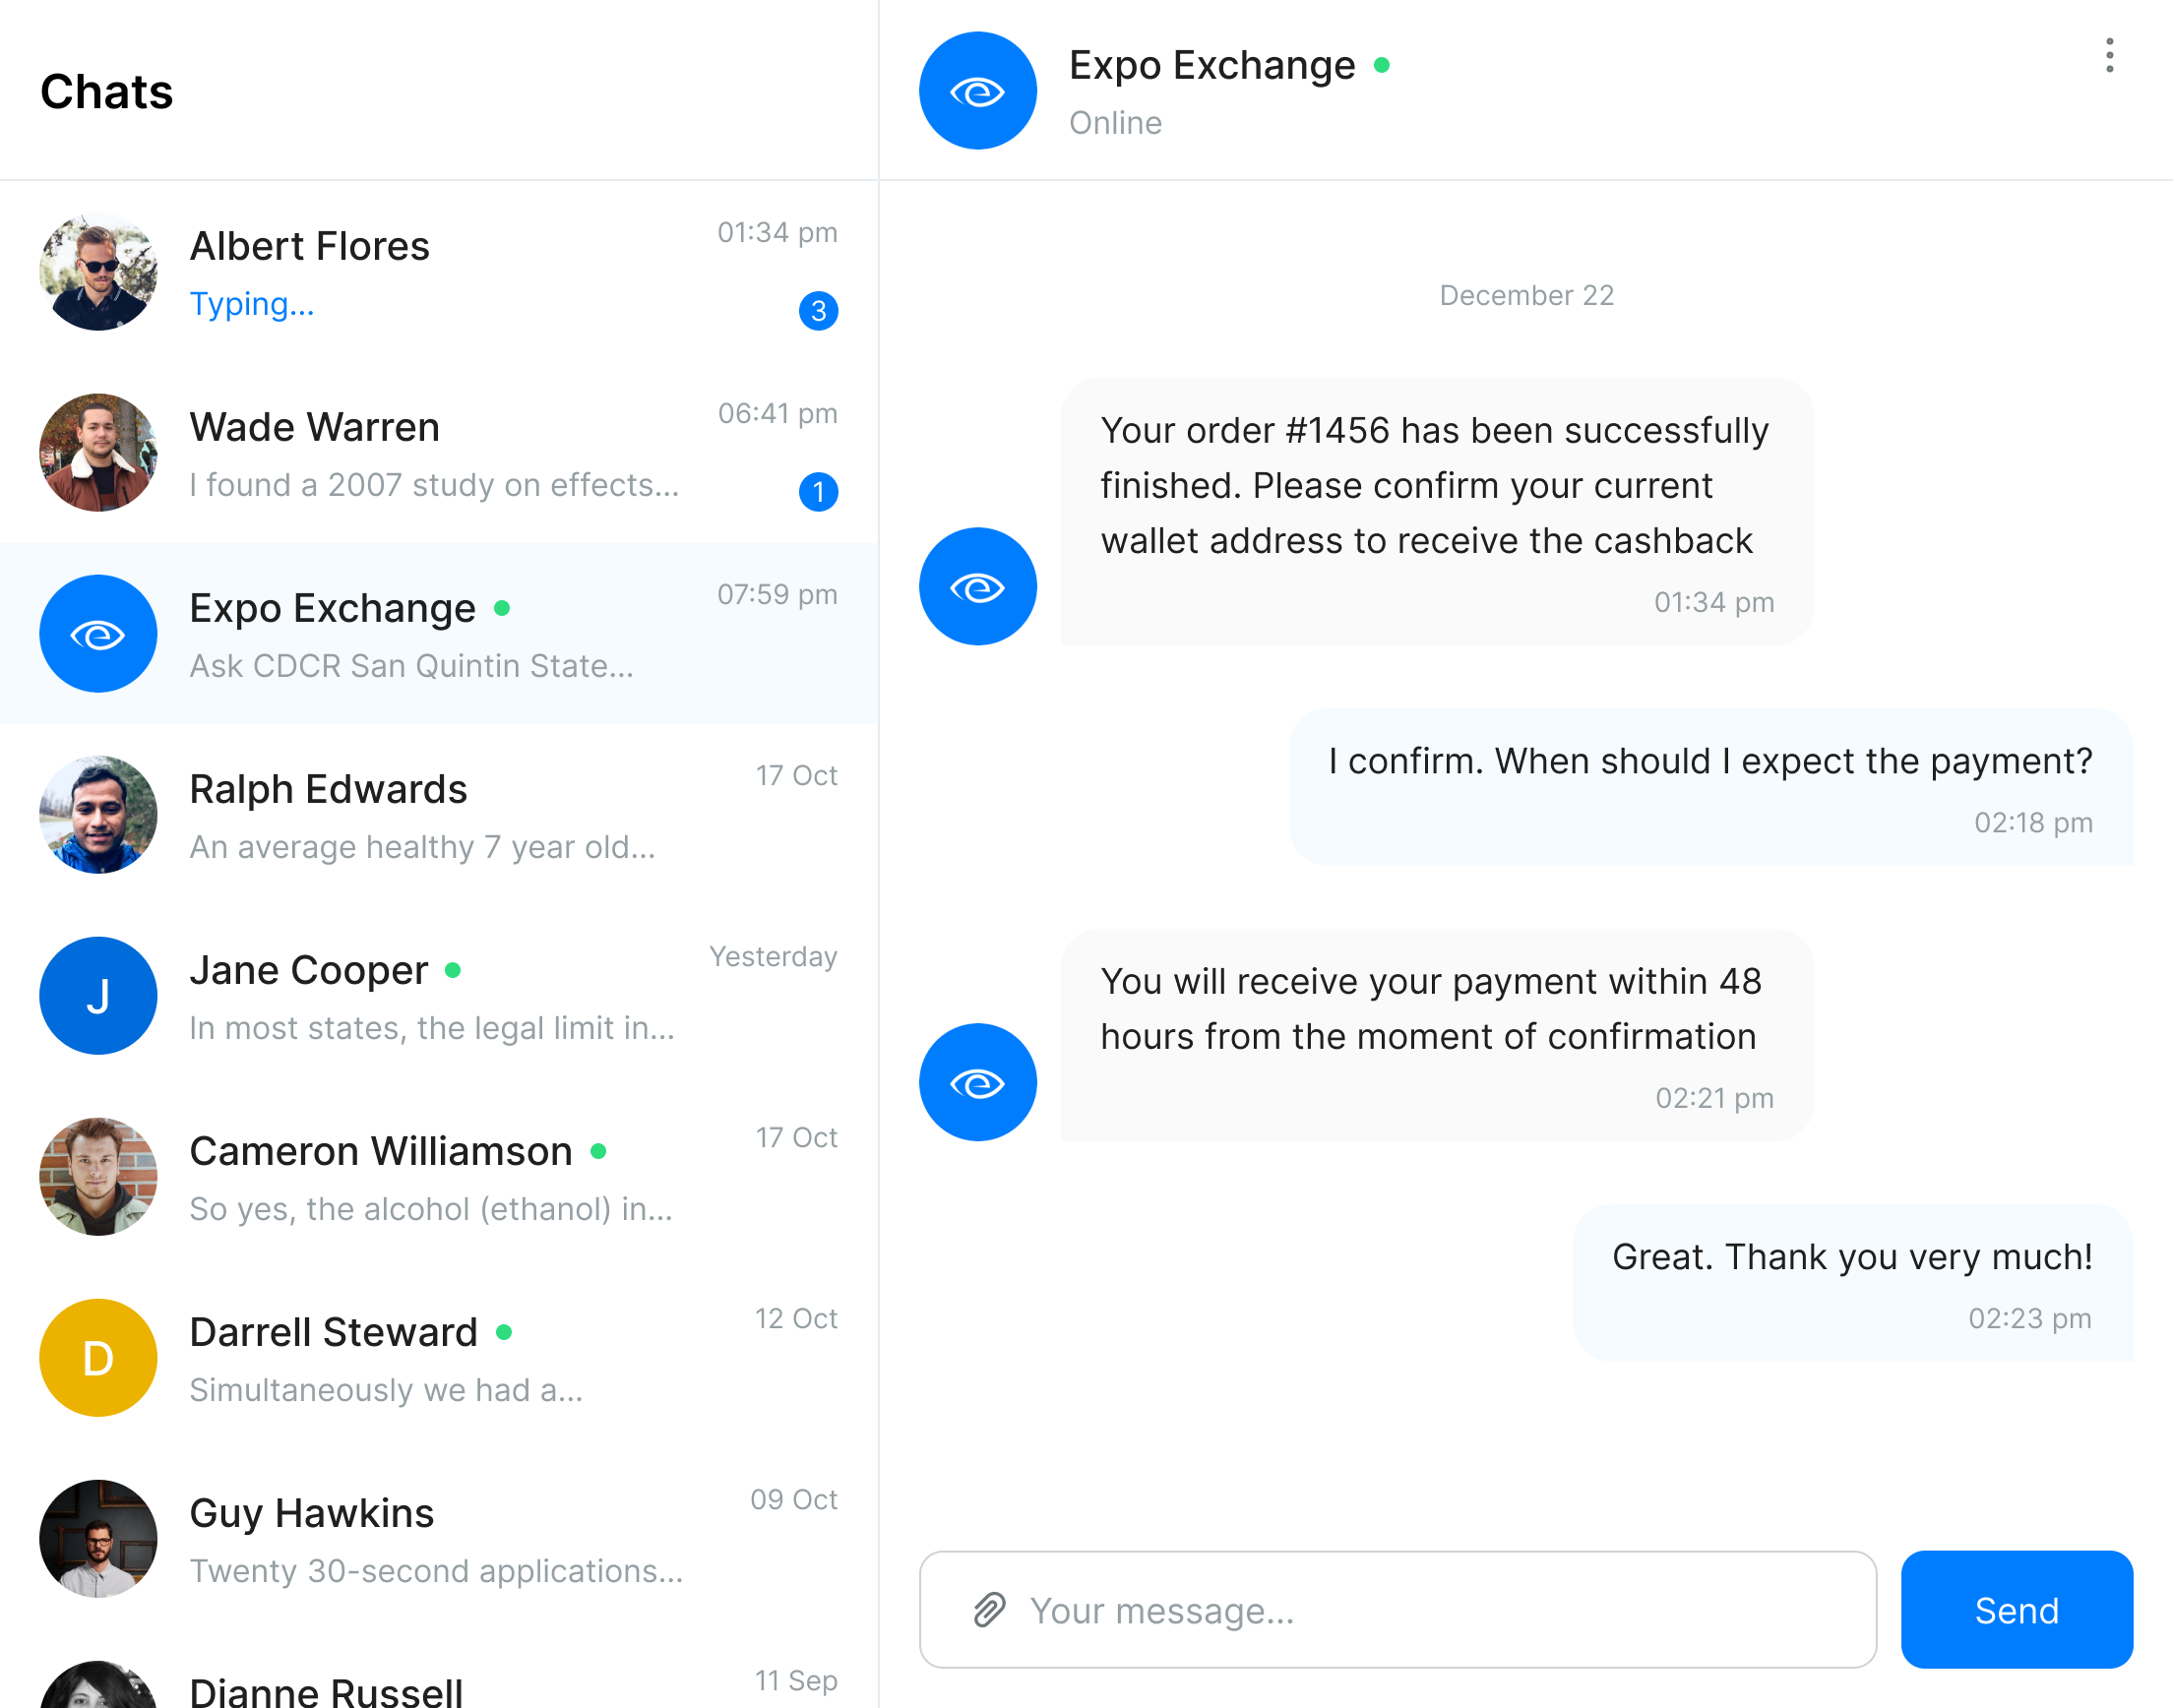 Chats
Albert Flores
01:34 pm
Typing...
3
Wade Warren
06:41 pm
I found a 2007 study on effects...
1
Expo Exchange
07:59 pm
Ask CDCR San Quintin State...
Ralph Edwards
17 Oct
An average healthy 7 year old...
J
Jane Cooper
Yesterday
In most states, the legal limit in...
Cameron Williamson
17 Oct
So yes, the alcohol (ethanol) in...
D
Darrell Steward
12 Oct
Simultaneously we had a...
Guy Hawkins
09 Oct
Twenty 30-second applications...
Dianne Russell
11 Sep
Expo Exchange
Online
December 22
Your order #1456 has been successfully
finished. Please confirm your current
wallet address to receive the cashback
01:34 pm
I confirm. When should I expect the payment?
02:18 pm
You will receive your payment within 48
hours from the moment of confirmation
02:21 pm
Great. Thank you very much!
02:23 pm
Your message...
Send